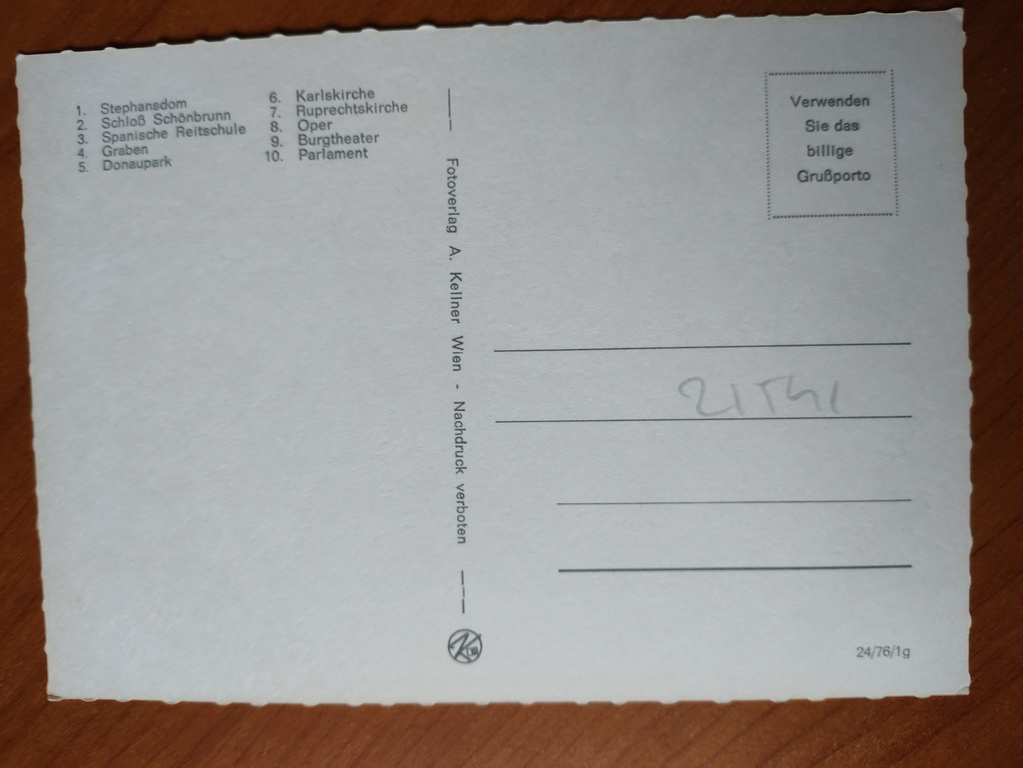 1. Stephansdom
2. Schloß Schönbrunn
3. Spanische Reitschule
4. Graben
5. Donaupark
6. Karlskirche
7. Ruprechtskirche
8. Oper
9. Burgtheater
10. Parlament
Fotoverlag A. Kellner Wien - Nachdruck verboten
Verwenden
Sie das
billige
Grußporto
24/76/1g